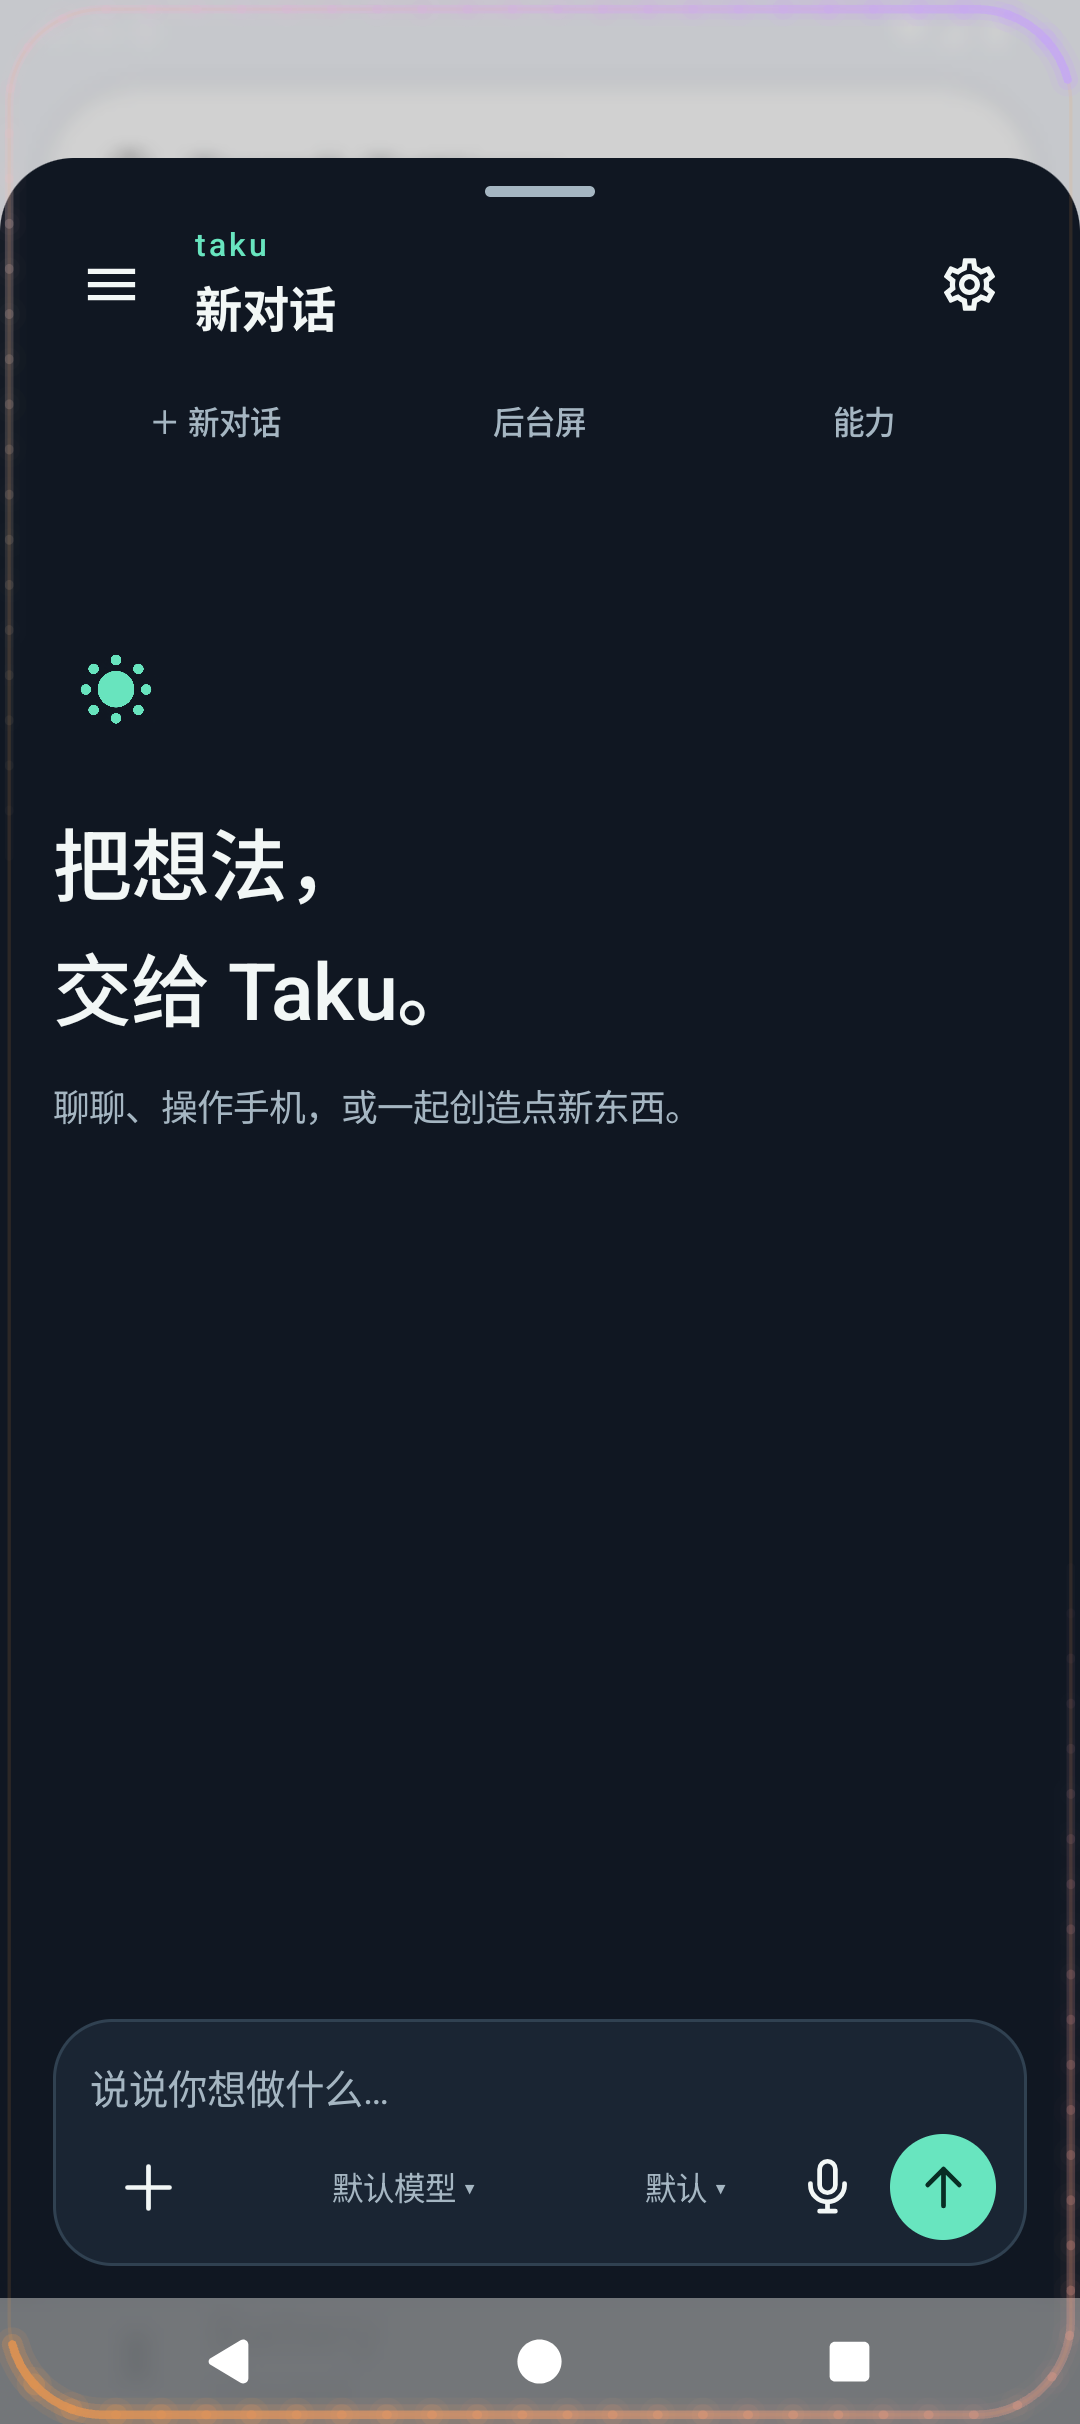 taku
新对话
＋ 新对话
后台屏
能力
把想法，
交给 Taku。
聊聊、操作手机，或一起创造点新东西。
说说你想做什么...
默认模型 ▾
默认 ▾